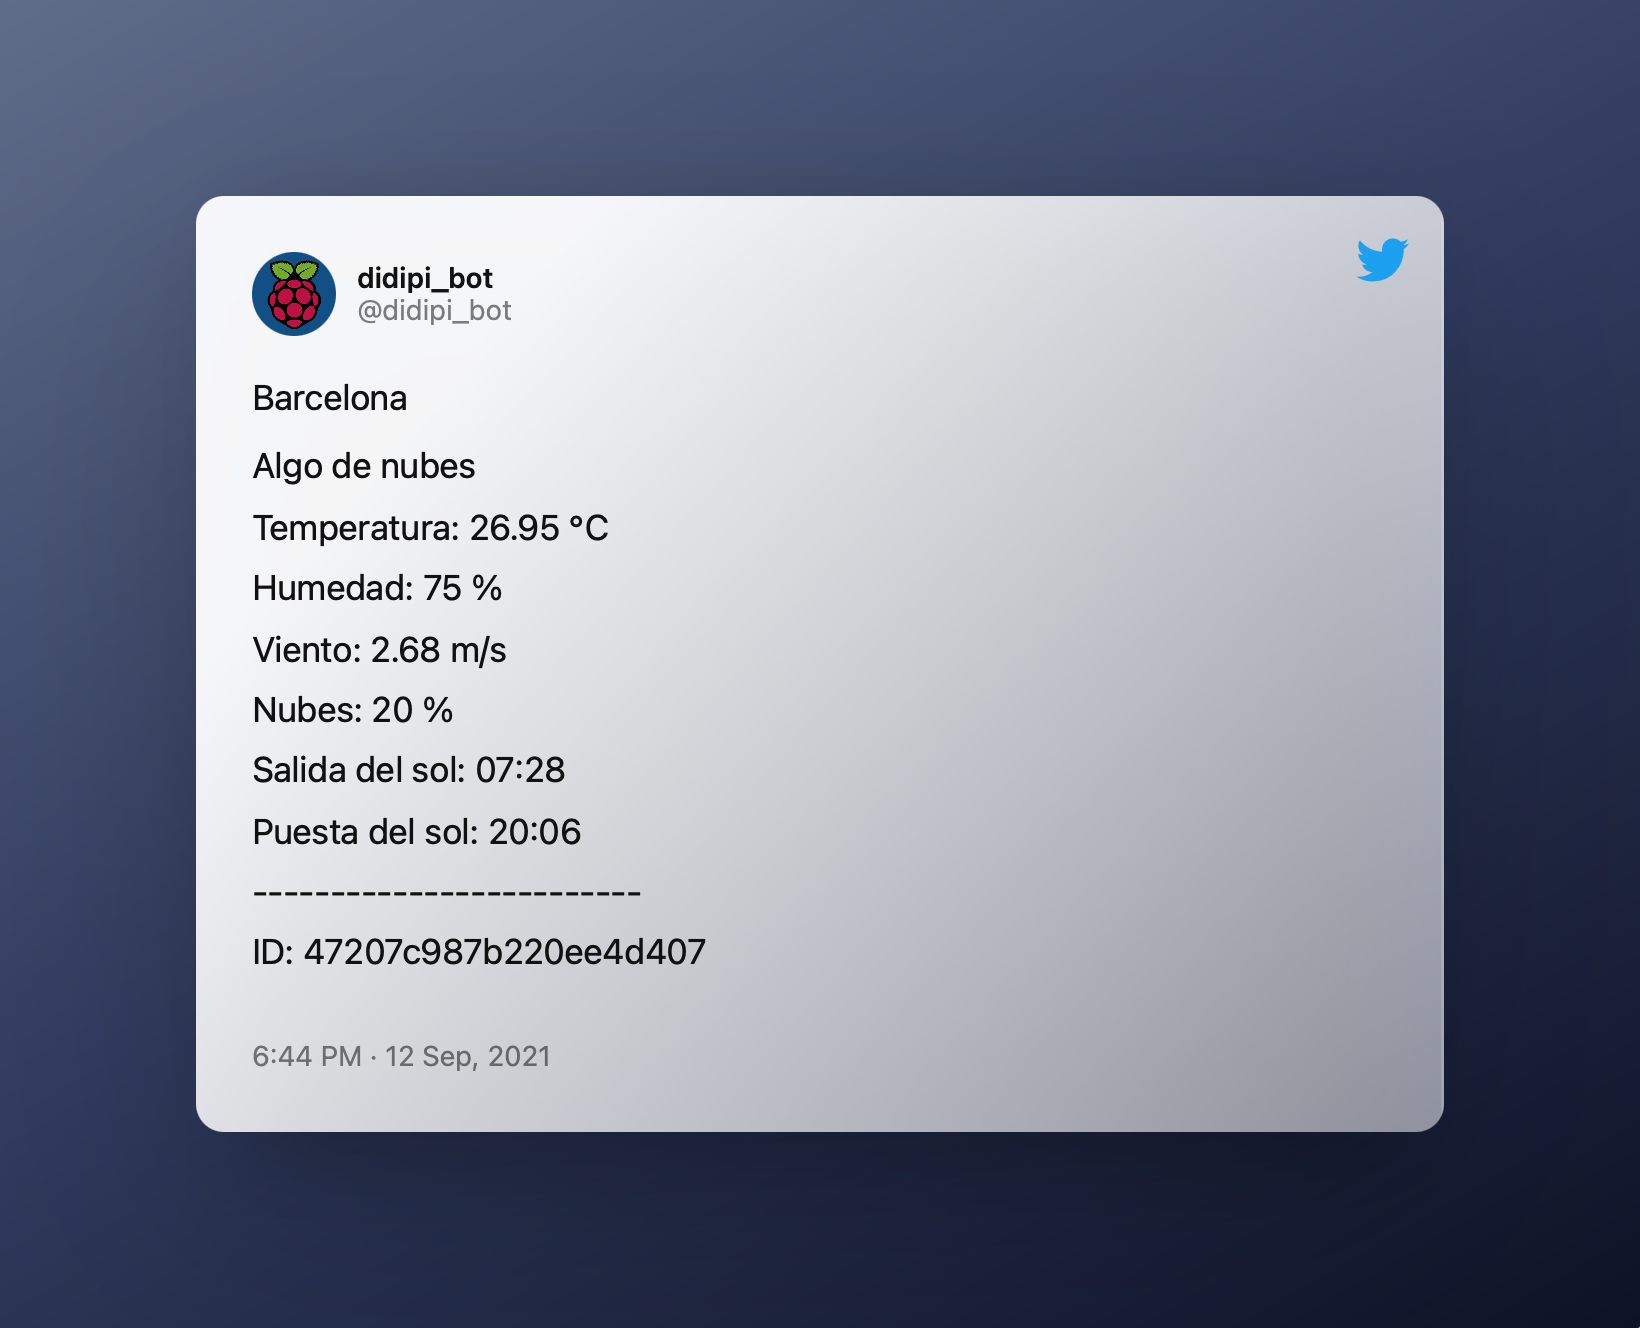 didipi_bot
@didipi_bot
Barcelona
Algo de nubes
Temperatura: 26.95 °C
Humedad: 75 %
Viento: 2.68 m/s
Nubes: 20 %
Salida del sol: 07:28
Puesta del sol: 20:06
-------------------------
ID: 47207c987b220ee4d407
6:44 PM · 12 Sep, 2021